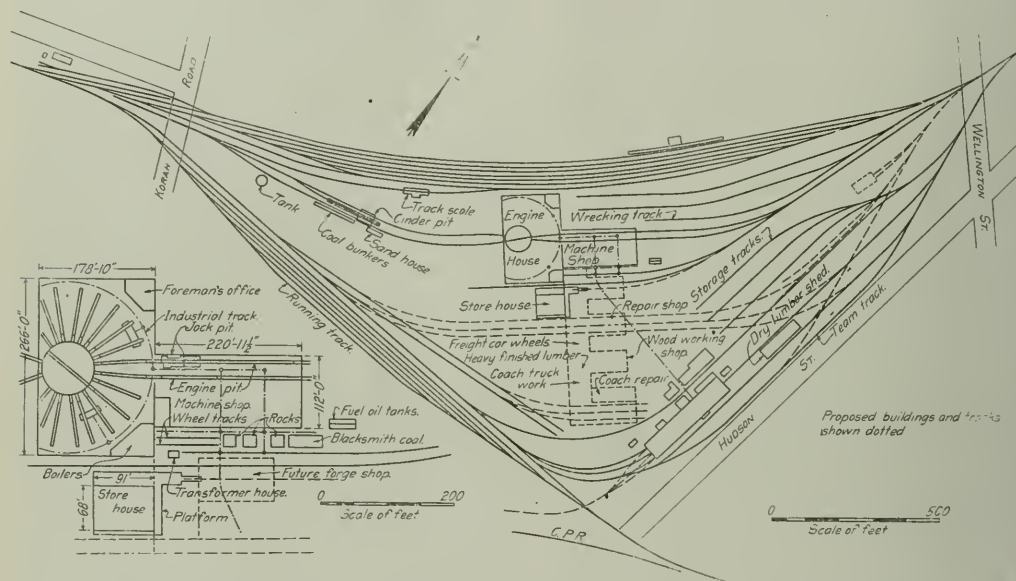 KORAH ROAD
WELLINGTON ST.
Tank
Track scale
Cinder pit
Sand house
Coal bunkers
Engine House
Wrecking track
Machine Shop
Storage tracks.
Store house.
Repair shop
Running track
Freight car wheels
Heavy finished lumber
Coach truck work
Coach repair
Wood working shop.
Dry lumber shed.
Team track.
HUDSON ST.
C.P.R.
Proposed buildings and tracks
shown dotted
0 500
Scale of feet
178'-10"
266'-0"
Foreman's office
Industrial track.
Jack pit.
220'-11½"
112'-0"
Engine pit
Machine shop.
Wheel tracks
Racks
Fuel oil tanks.
Blacksmith coal.
Boilers
91'
68'
Store house
Transformer house.
Platform
Future forge shop.
0 200
Scale of feet